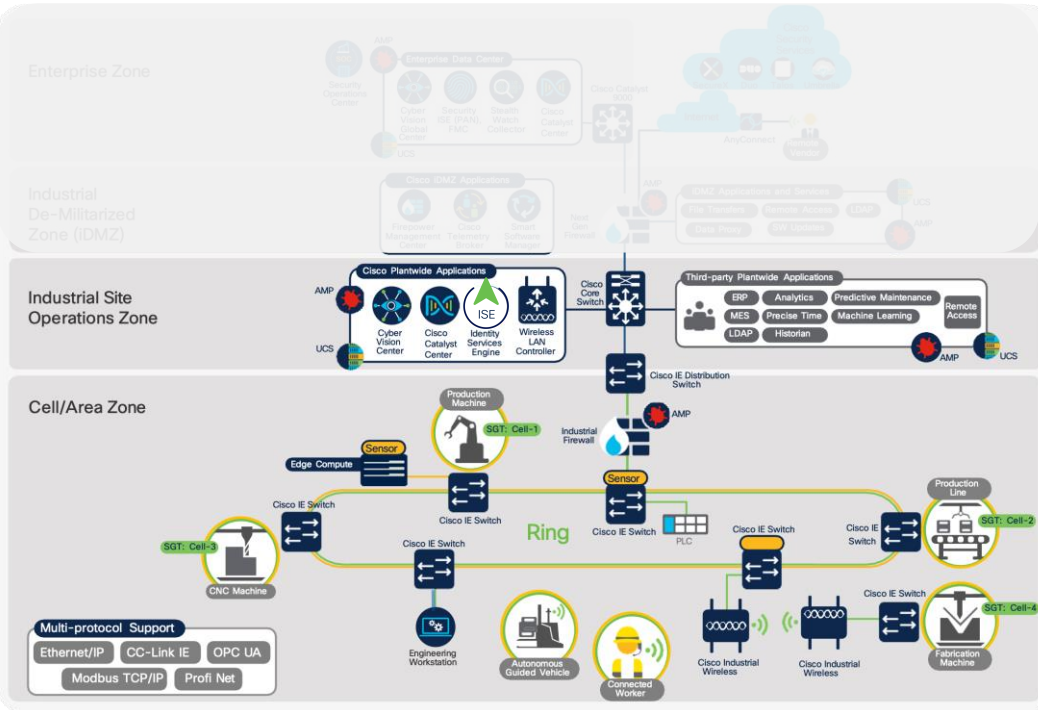 Enterprise Zone
Security
Operations
Center
AMP
Enterprise Data Center
Cyber
Vision
Global
Center
Security
ISE (PAN),
FMC
Stealth
Watch
Collector
Cisco
Catalyst
Center
UCS
Cisco Catalyst
AnyConnect
Industrial
De-Militarized
Zone (iDMZ)
Cisco IDMZ Applications
Firepower
Management
Center
Cisco
Telemetry
Broker
Smart
Software
Manager
Next
Gen
Firewall
AMP
IDMZ Applications and Services
File Transfer
Remote Access
LDAP
Data Proxy
SW Updates
UCS
AMP
Industrial Site
Operations Zone
Cisco Plantwide Applications
AMP
UCS
Cyber
Vision
Center
Cisco
Catalyst
Center
ISE
Identity
Services
Engine
Wireless
LAN
Controller
Cisco
Core
Switch
Third-party Plantwide Applications
ERP
Analytics
Predictive Maintenance
MES
Precise Time
Machine Learning
LDAP
Historian
Remote
Access
AMP
UCS
Cisco IE Distribution
Switch
Cell/Area Zone
Production
Machine
SGT: Cell-1
Industrial
Firewall
AMP
Sensor
Edge Compute
Cisco IE Switch
Sensor
Cisco IE Switch
PLC
Cisco IE Switch
Ring
Cisco IE Switch
Cisco IE
Switch
Production
Line
SGT: Cell-2
SGT: Cell-3
CNC Machine
Cisco IE Switch
Engineering
Workstation
Autonomous
Guided Vehicle
Connected
Worker
Cisco Industrial
Wireless
Cisco Industrial
Wireless
Cisco IE Switch
SGT: Cell-4
Fabrication
Machine
Multi-protocol Support
Ethernet/IP
CC-Link IE
OPC UA
Modbus TCP/IP
Profi Net